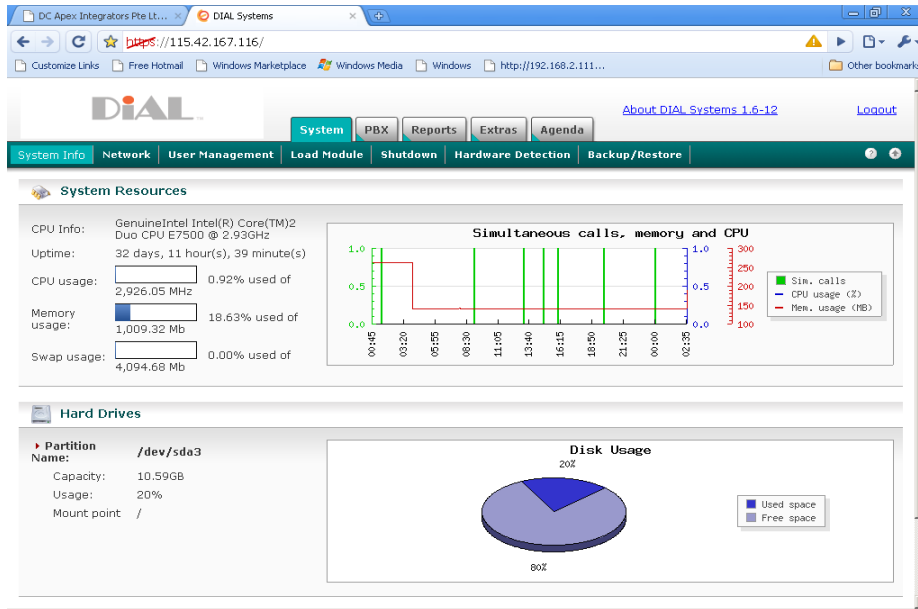 DC Apex Integrators Pte Lt...
DIAL Systems
https://115.42.167.116/
Customize Links Free Hotmail Windows Marketplace Windows Media Windows http://192.168.2.111... Other bookmark
DiAL
About DIAL Systems 1.6-12 Logout
System PBX Reports Extras Agenda
System Info Network User Management Load Module Shutdown Hardware Detection Backup/Restore
System Resources
CPU Info: GenuineIntel Intel(R) Core(TM)2
Duo CPU E7500 @ 2.93GHz
Uptime: 32 days, 11 hour(s), 39 minute(s)
CPU usage: 0.92% used of
2,926.05 MHz
Memory
usage: 18.63% used of
1,009.32 Mb
Swap usage: 0.00% used of
4,094.68 Mb
Simultaneous calls, memory and CPU
1.0 1.0 300
250
0.5 0.5 200
150
0.0 0.0 100
00:45 03:20 05:55 08:30 11:05 13:40 16:15 18:50 21:25 00:00 02:35
Sim. calls
CPU usage (%)
Mem. usage (MB)
Hard Drives
Partition
Name: /dev/sda3
Capacity: 10.59GB
Usage: 20%
Mount point /
Disk Usage
20%
80%
Used space
Free space